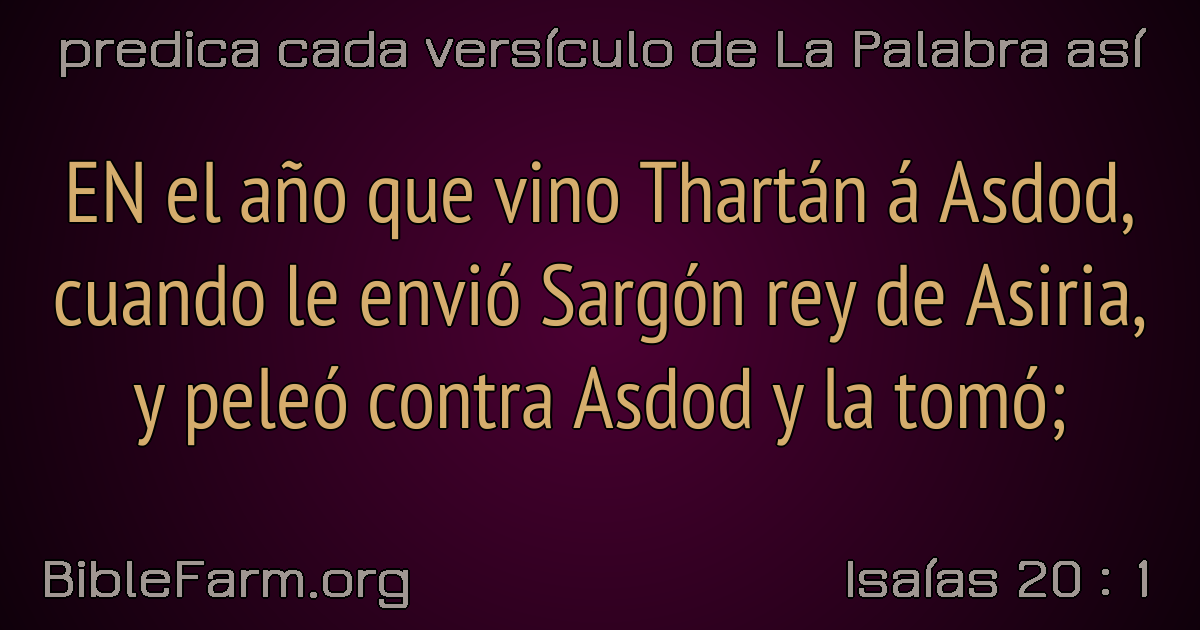 predica cada versículo de La Palabra así
EN el año que vino Thartán á Asdod,
cuando le envió Sargón rey de Asiria,
y peleó contra Asdod y la tomó;
BibleFarm.org
Isaías 20 : 1